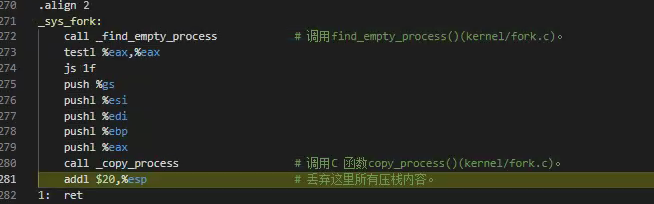 270 .align 2
271 _sys_fork:
272 call _find_empty_process # 调用find_empty_process()(kernel/fork.c)。
273 testl %eax,%eax
274 js 1f
275 push %gs
276 pushl %esi
277 pushl %edi
278 pushl %ebp
279 pushl %eax
280 call _copy_process # 调用C 函数copy_process()(kernel/fork.c)。
281 addl $20,%esp # 丢弃这里所有压栈内容。
282 1: ret